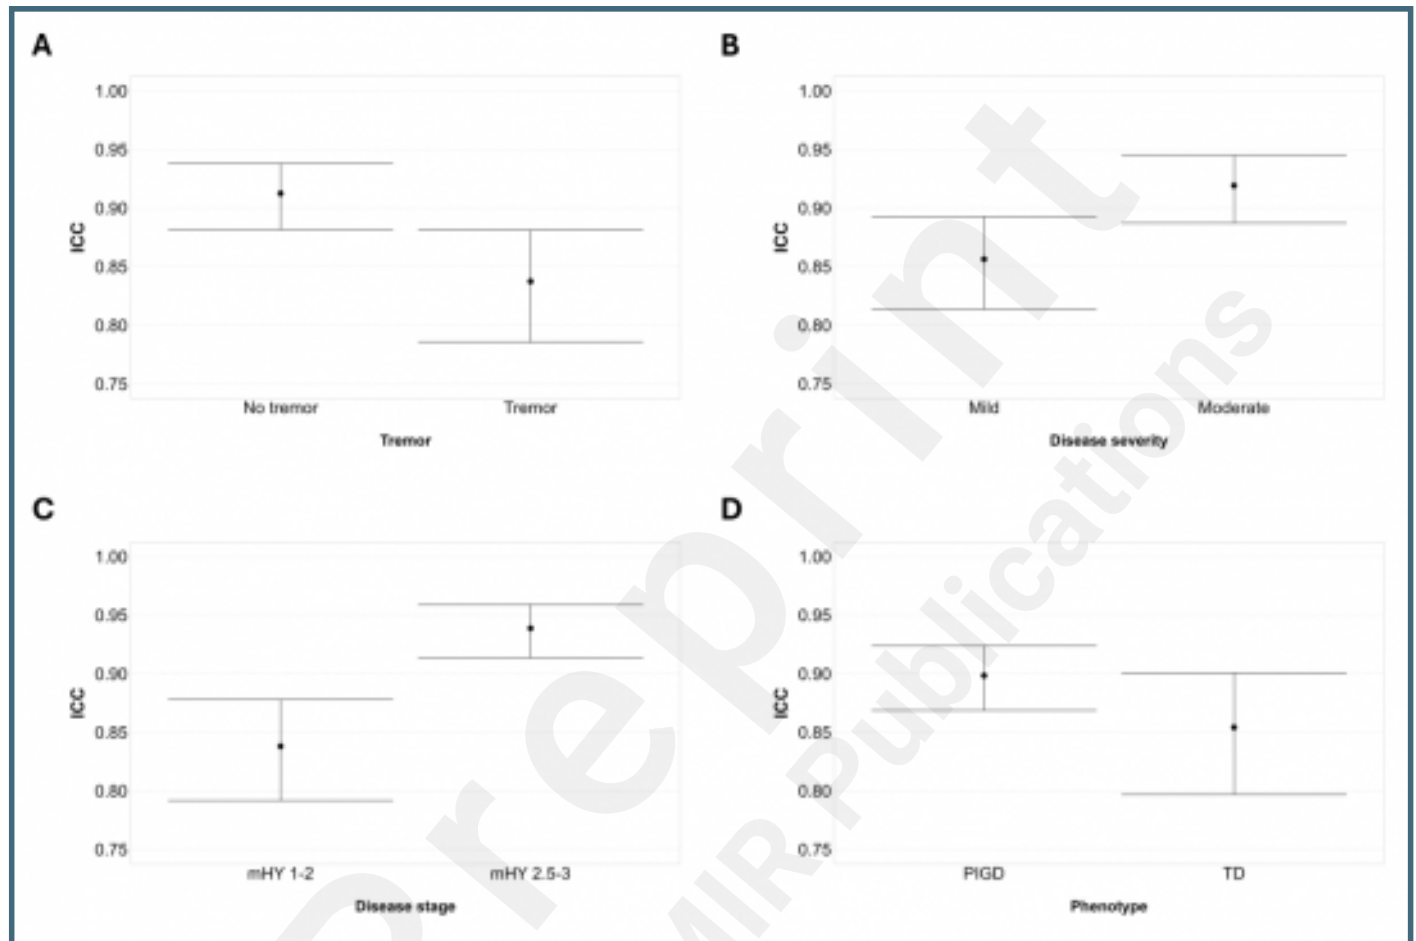 A
1.00
0.95
0.90
0.85
0.80
0.75
ICC
No tremor Tremor
Tremor
B
1.00
0.95
0.90
0.85
0.80
0.75
ICC
Mild Moderate
Disease severity
C
1.00
0.95
0.90
0.85
0.80
0.75
ICC
mHY 1-2 mHY 2.5-3
Disease stage
D
1.00
0.95
0.90
0.85
0.80
0.75
ICC
PIGD TD
Phenotype
Preprint
MIR Publications